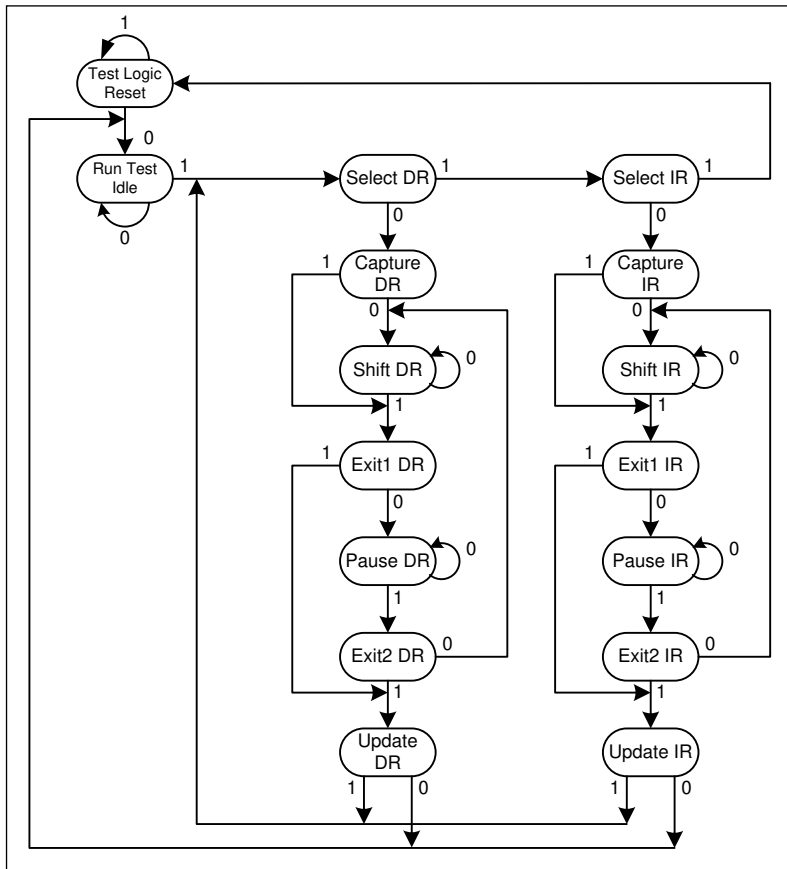 1
Test Logic
Reset
0
Run Test
Idle
1
0
Select DR
1
Select IR
1
0
0
Capture
DR
1
0
Capture
IR
1
0
Shift DR
0
1
Shift IR
0
1
1
Exit1 DR
0
1
Exit1 IR
0
Pause DR
0
1
Pause IR
0
1
Exit2 DR
0
1
Exit2 IR
0
1
Update
DR
1
0
Update IR
1
0